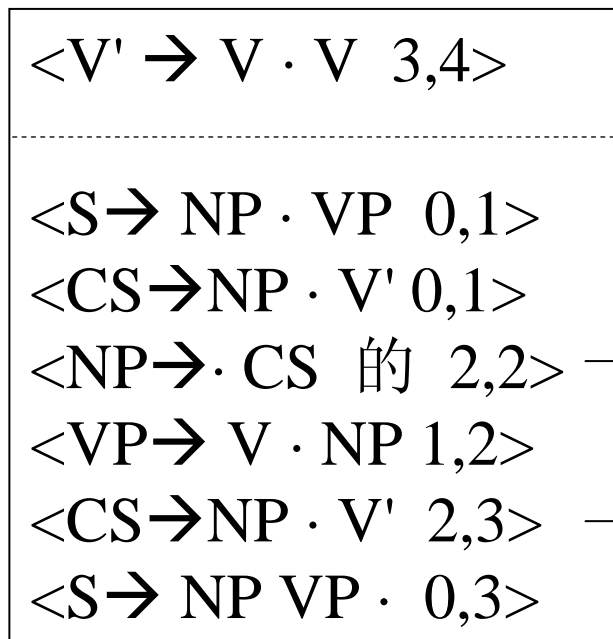 <V' → V · V 3,4>
<S→ NP · VP 0,1>
<CS→NP · V' 0,1>
<NP→· CS 的 2,2>
<VP→ V · NP 1,2>
<CS→NP · V' 2,3>
<S→ NP VP · 0,3>